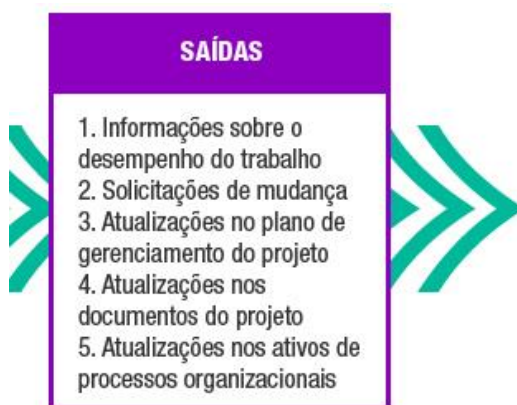 SAÍDAS
1. Informações sobre o
desempenho do trabalho
2. Solicitações de mudança
3. Atualizações no plano de
gerenciamento do projeto
4. Atualizações nos
documentos do projeto
5. Atualizações nos ativos de
processos organizacionais